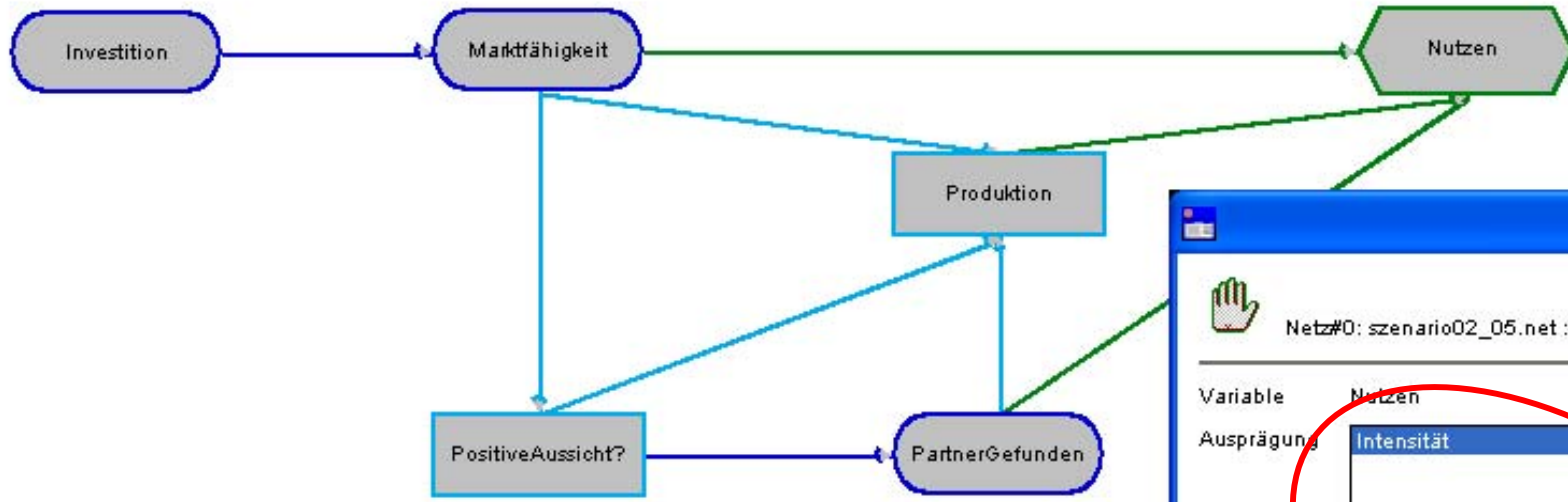 Investition
Marktfähigkeit
Nutzen
Produktion
PositiveAussicht?
PartnerGefunden
Netz#0: szenario02_05.net :
Variable Nutzen
Ausprägung Intensität